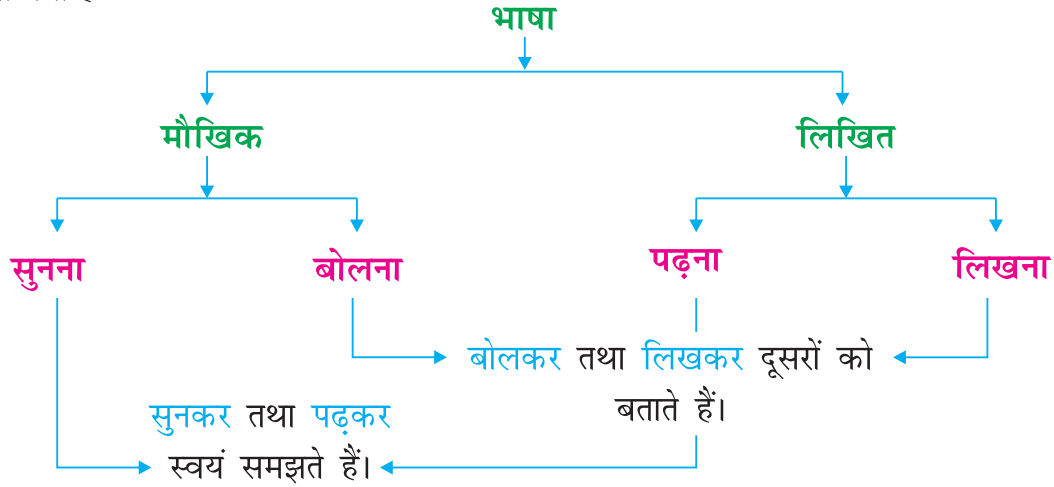 भाषा
मौखिक
लिखित
सुनना
बोलना
पढ़ना
लिखना
बोलकर तथा लिखकर दूसरों को
बताते हैं।
सुनकर तथा पढ़कर
स्वयं समझते हैं।